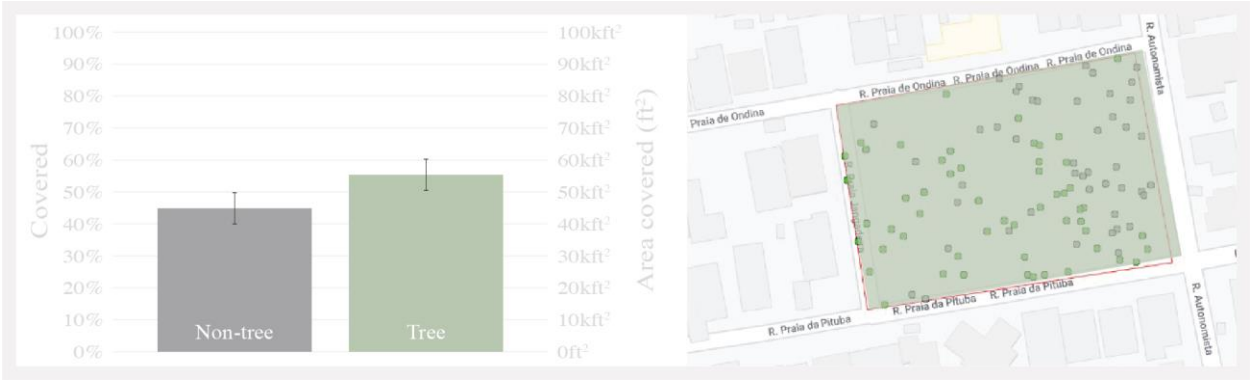 100%
90%
80%
70%
60%
50%
40%
30%
20%
10%
0%
Covered
Non-tree
Tree
100kft²
90kft²
80kft²
70kft²
60kft²
50kft²
40kft²
30kft²
20kft²
10kft²
0ft²
Area covered (ft²)
R. Praia de Ondina
R. Praia de Ondina
R. Praia de Ondina
Praia de Ondina
R. Autonomista
R. Praia da Pituba
R. Praia da Pituba
R. Praia da Pituba
R. Autonomista